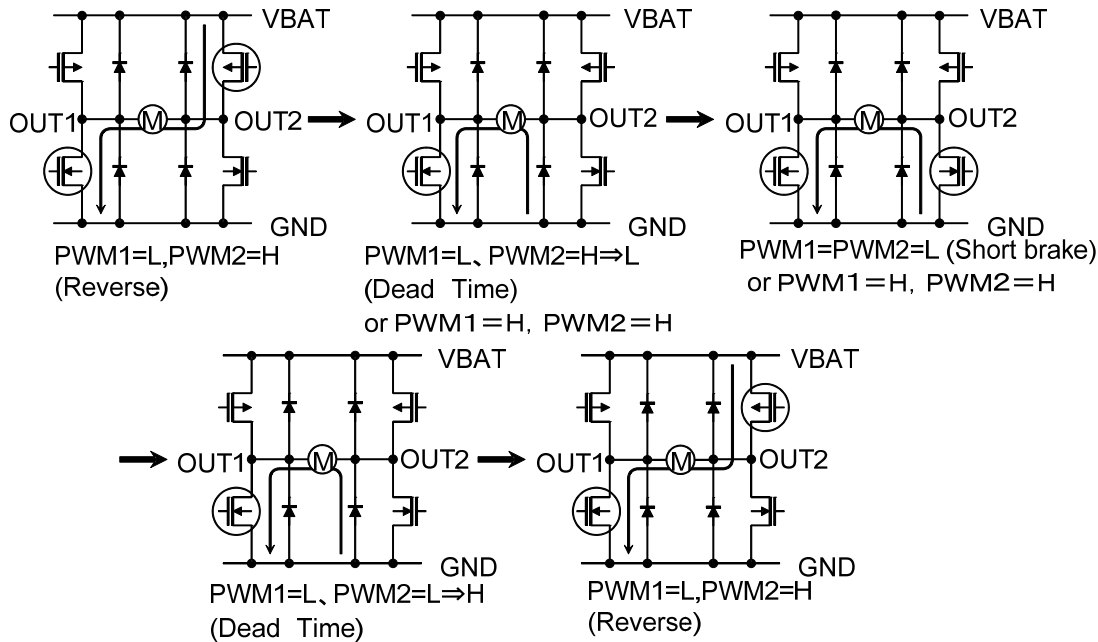 VBAT
OUT1
M
OUT2
GND
PWM1=L,PWM2=H
(Reverse)
VBAT
OUT1
M
OUT2
GND
PWM1=L、PWM2=H⇒L
(Dead Time)
or PWM1=H, PWM2=H
VBAT
OUT1
M
OUT2
GND
PWM1=PWM2=L (Short brake)
or PWM1=H, PWM2=H
VBAT
OUT1
M
OUT2
GND
PWM1=L、PWM2=L⇒H
(Dead Time)
VBAT
OUT1
M
OUT2
GND
PWM1=L,PWM2=H
(Reverse)